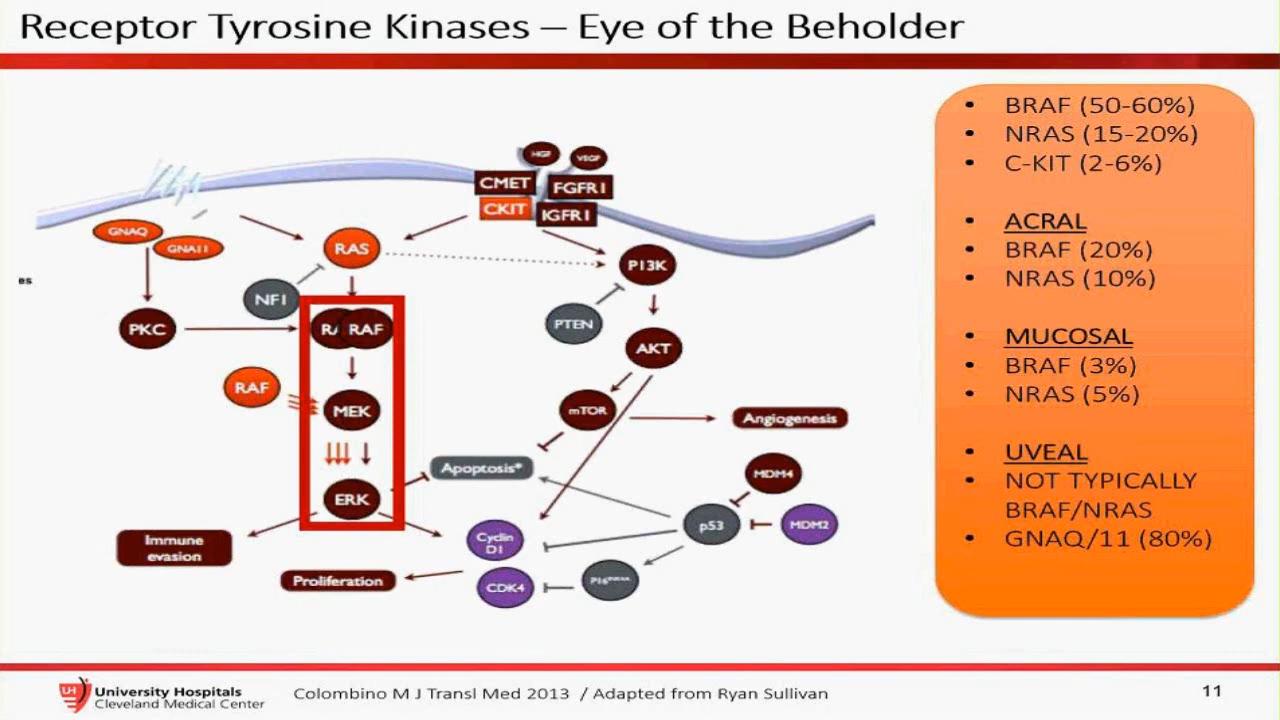 Receptor Tyrosine Kinases – Eye of the Beholder
HGF
VEGF
CMET
FGFR1
CKIT
IGFR1
GNAQ
GNA11
RAS
PI3K
es
NF1
PTEN
PKC
RAF
AKT
RAF
MEK
mTOR
Angiogenesis
Apoptosis*
MDM4
ERK
p53
MDM2
Immune
evasion
Cyclin
D1
Proliferation
CDK4
• BRAF (50-60%)
• NRAS (15-20%)
• C-KIT (2-6%)
• ACRAL
• BRAF (20%)
• NRAS (10%)
• MUCOSAL
• BRAF (3%)
• NRAS (5%)
• UVEAL
• NOT TYPICALLY
BRAF/NRAS
• GNAQ/11 (80%)
UH
University Hospitals
Cleveland Medical Center
Colombino M J Transl Med 2013 / Adapted from Ryan Sullivan
11